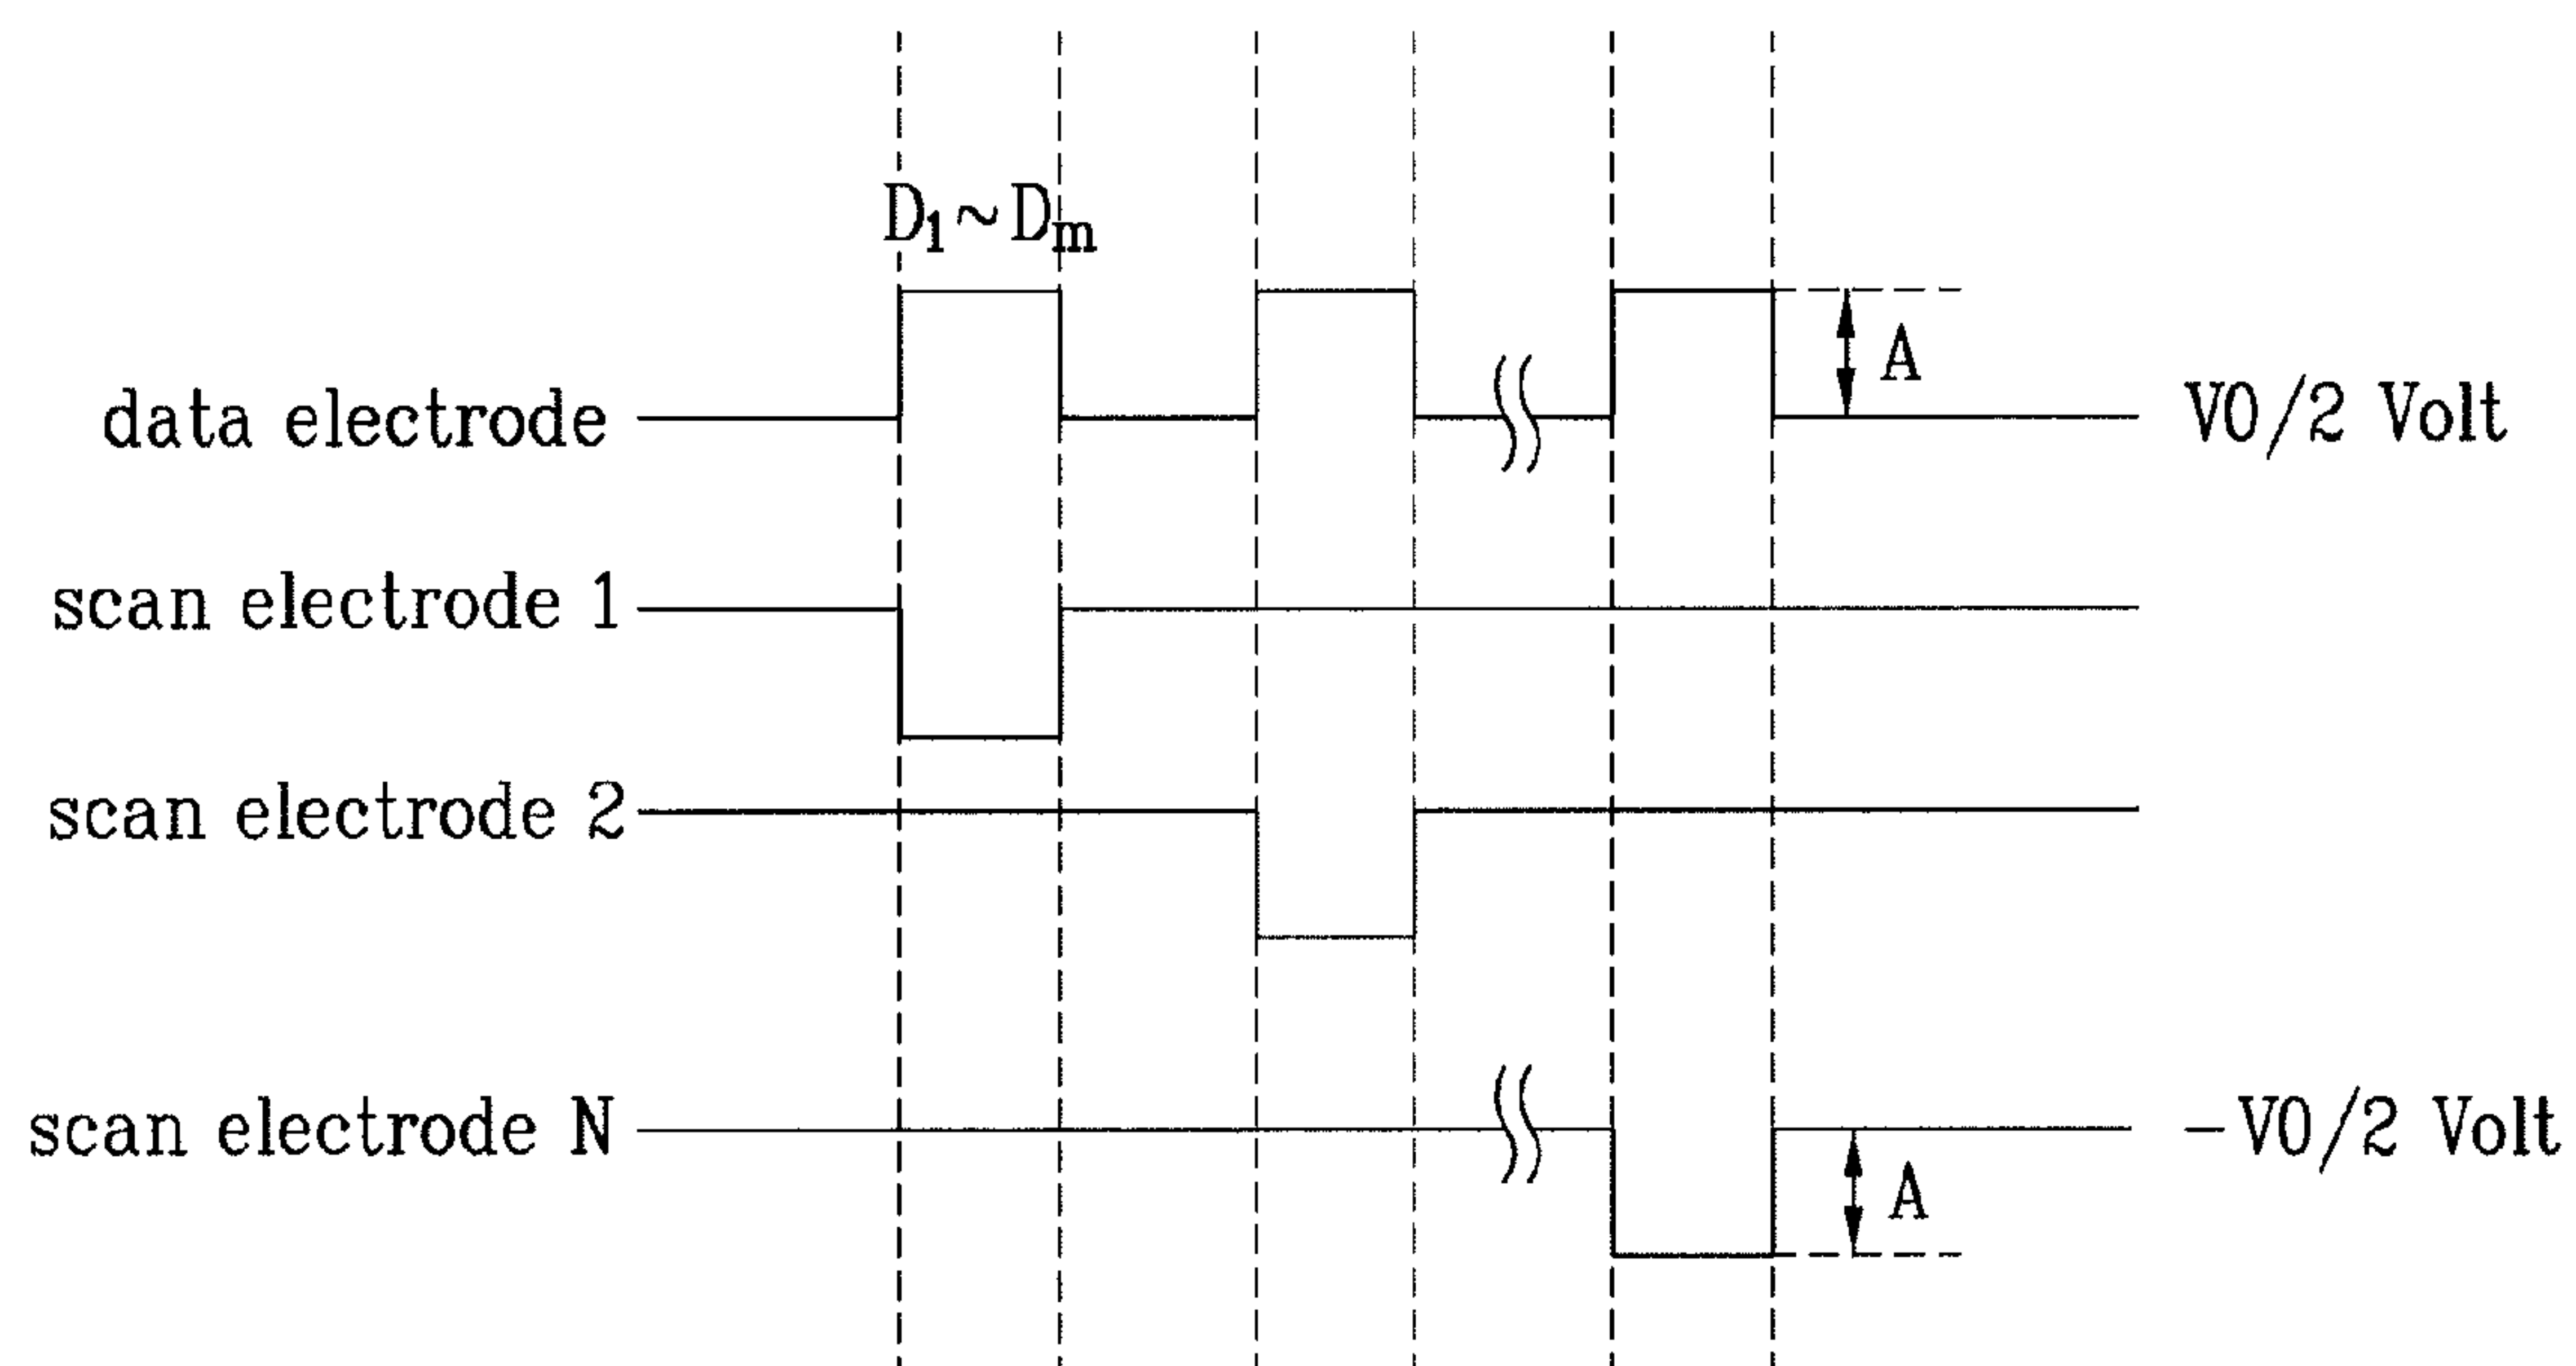 D1~Dm
A
data electrode
V0/2 Volt
scan electrode 1
scan electrode 2
scan electrode N
-V0/2 Volt
A